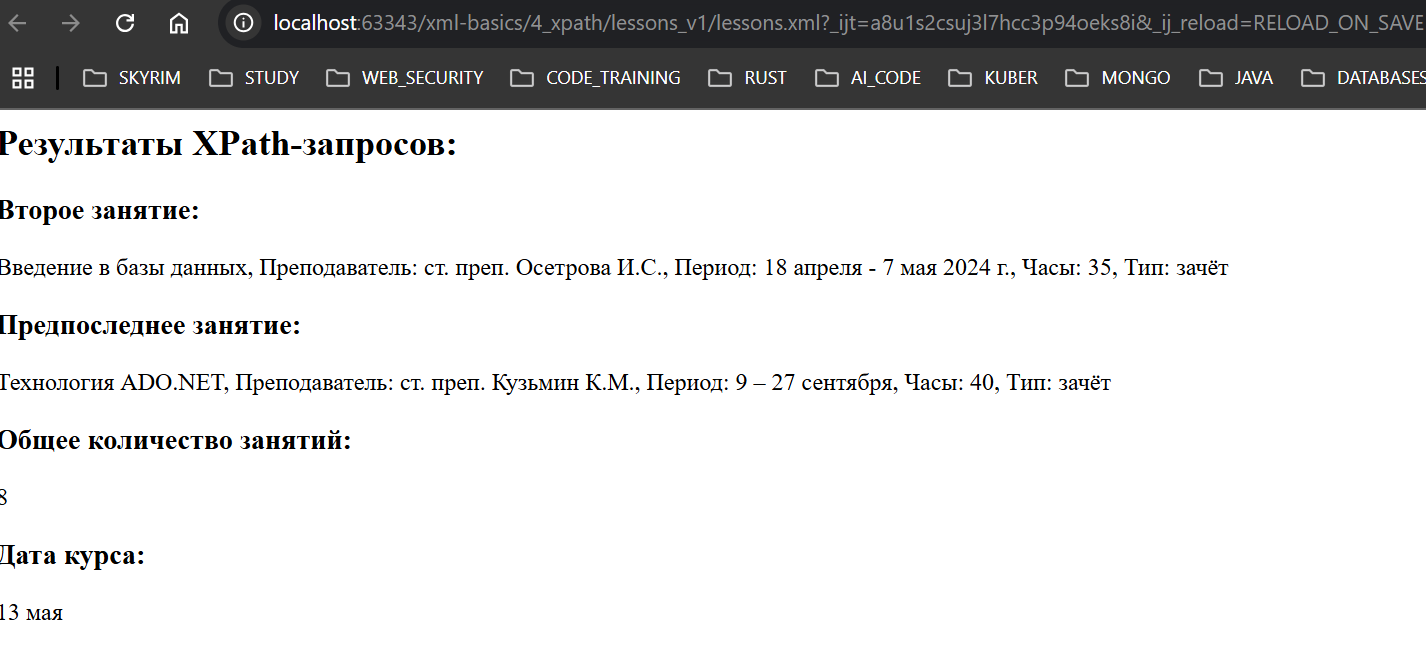 localhost:63343/xml-basics/4_xpath/lessons_v1/lessons.xml?_ijt=a8u1s2csuj3l7hcc3p94oeks8i&_ij_reload=RELOAD_ON_SAVE
SKYRIM STUDY WEB_SECURITY CODE_TRAINING RUST AI_CODE KUBER MONGO JAVA DATABASES
Результаты XPath-запросов:
Второе занятие:
Введение в базы данных, Преподаватель: ст. преп. Осетрова И.С., Период: 18 апреля - 7 мая 2024 г., Часы: 35, Тип: зачёт
Предпоследнее занятие:
Технология ADO.NET, Преподаватель: ст. преп. Кузьмин К.М., Период: 9 – 27 сентября, Часы: 40, Тип: зачёт
Общее количество занятий:
8
Дата курса:
13 мая